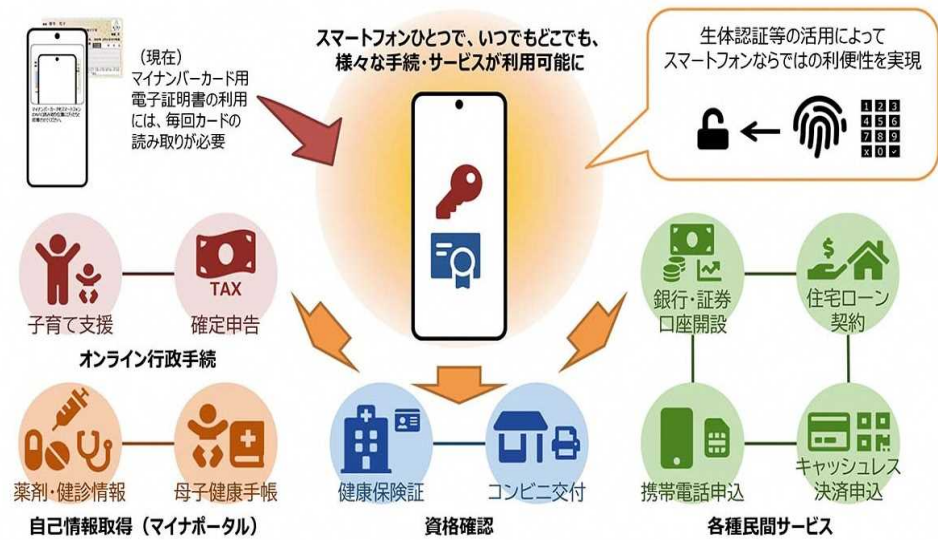 (現在)
マイナンバーカード用
電子証明書の利用
には、毎回カードの
読み取りが必要
スマートフォンひとつで、いつでもどこでも、
様々な手続・サービスが利用可能に
生体認証等の活用によって
スマートフォンならではの利便性を実現
1 2 3
4 5 6
7 8 9
x 0
TAX
子育て支援
確定申告
オンライン行政手続
薬剤・健診情報
母子健康手帳
自己情報取得(マイナポータル)
健康保険証
コンビニ交付
資格確認
$
銀行・証券
口座開設
住宅ローン
契約
携帯電話申込
キャッシュレス
決済申込
各種民間サービス